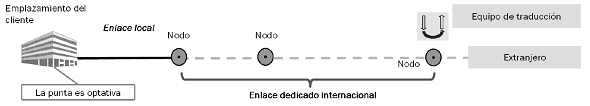 Emplazamiento del
cliente
Enlace local
Nodo
Nodo
Nodo
Equipo de traducción
Extranjero
La punta es optativa
Enlace dedicado internacional